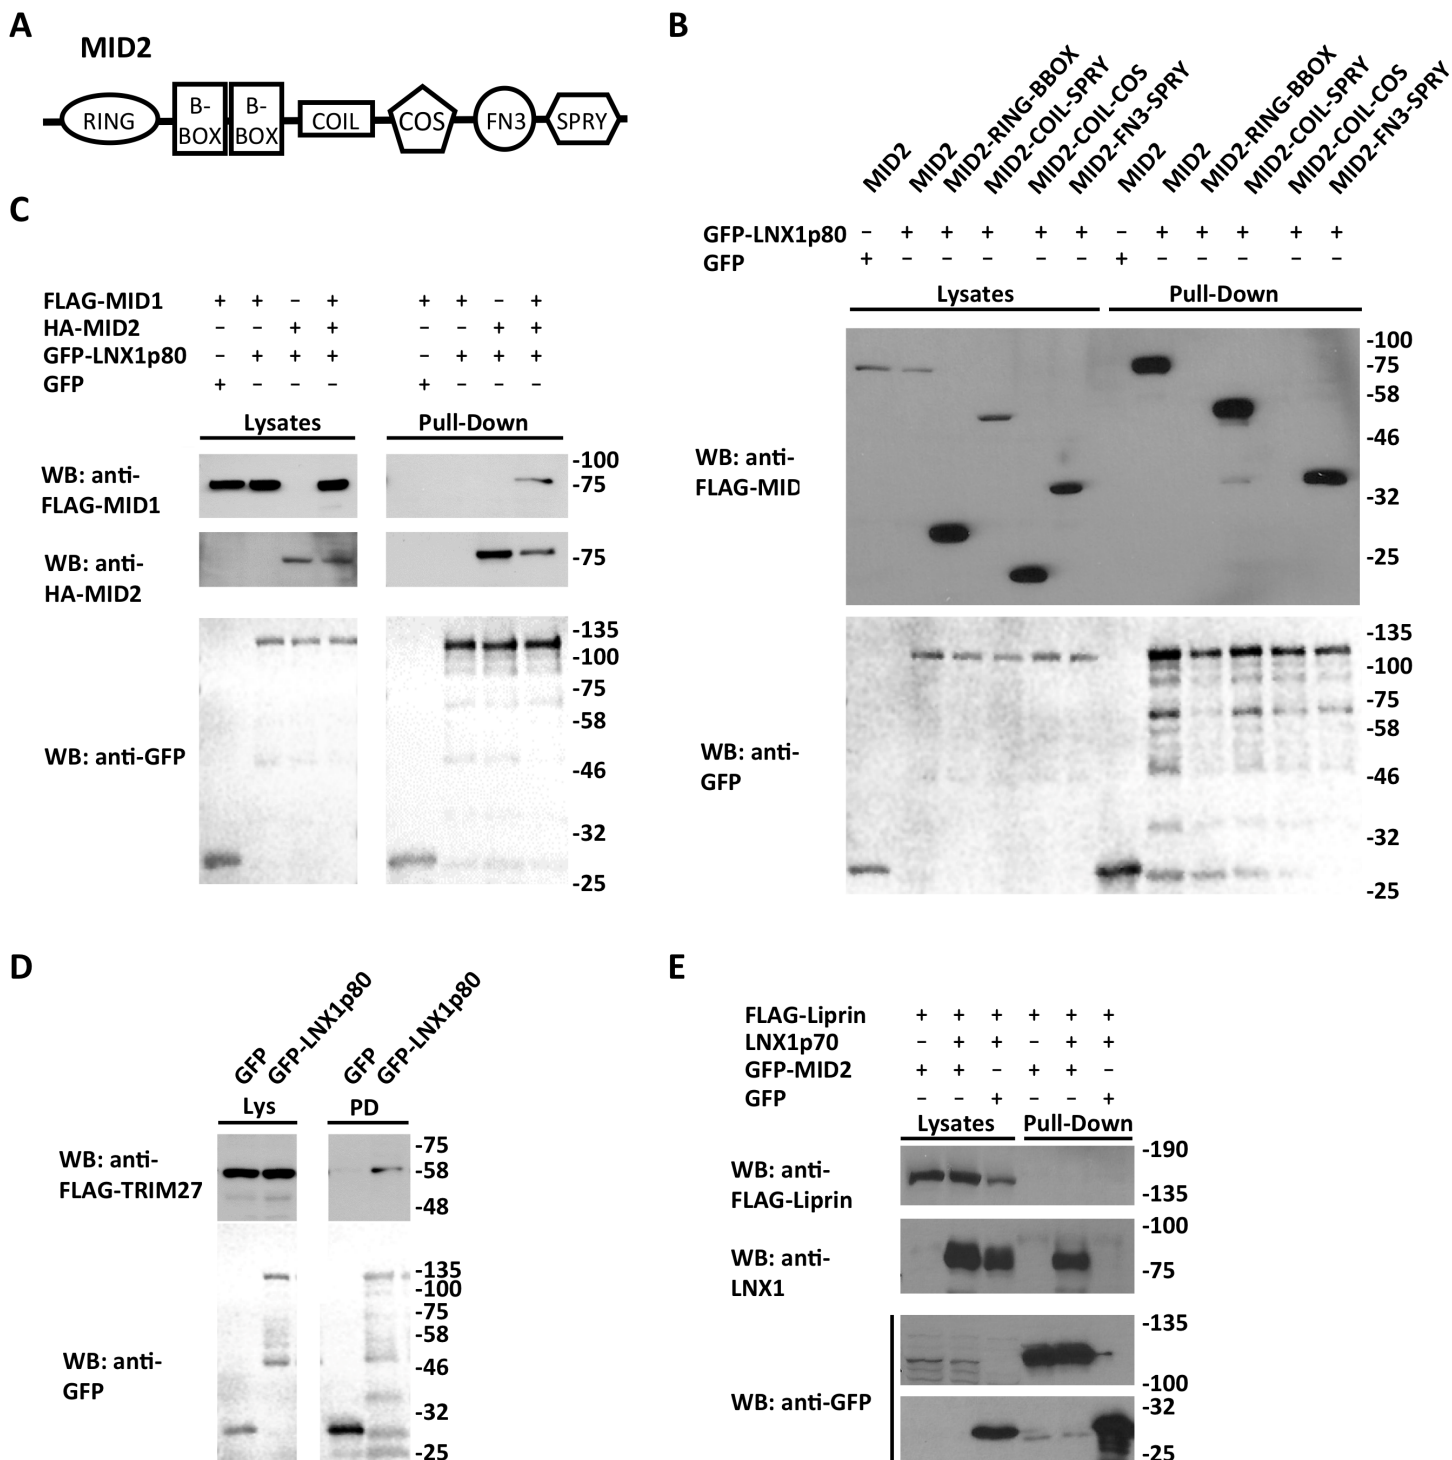 A
MID2
RING
B-
BOX
B-
BOX
COIL
COS
FN3
SPRY
B
MID2
MID2
MID2-RING-BBOX
MID2-COIL-SPRY
MID2-COIL-COS
MID2-FN3-SPRY
MID2
MID2
MID2-RING-BBOX
MID2-COIL-SPRY
MID2-COIL-COS
MID2-FN3-SPRY
GFP-LNX1p80 – + + + + + – + + + + +
GFP + – – – – – + – – – – –
Lysates Pull-Down
WB: anti-
FLAG-MID
-100
-75
-58
-46
-32
-25
WB: anti-
GFP
-135
-100
-75
-58
-46
-32
-25
C
FLAG-MID1 + + – + + + – +
HA-MID2 – – + + – – + +
GFP-LNX1p80 – + + + – + + +
GFP + – – – + – – –
Lysates Pull-Down
WB: anti-
FLAG-MID1
-100
-75
WB: anti-
HA-MID2
-75
WB: anti-GFP
-135
-100
-75
-58
-46
-32
-25
D
GFP
GFP-LNX1p80
GFP
GFP-LNX1p80
Lys PD
WB: anti-
FLAG-TRIM27
-75
-58
-48
WB: anti-
GFP
-135
-100
-75
-58
-46
-32
-25
E
FLAG-Liprin + + + + + +
LNX1p70 – + + – + +
GFP-MID2 + + – + + –
GFP – – + – – +
Lysates Pull-Down
WB: anti-
FLAG-Liprin
-190
-135
WB: anti-
LNX1
-100
-75
WB: anti-GFP
-135
-100
-32
-25